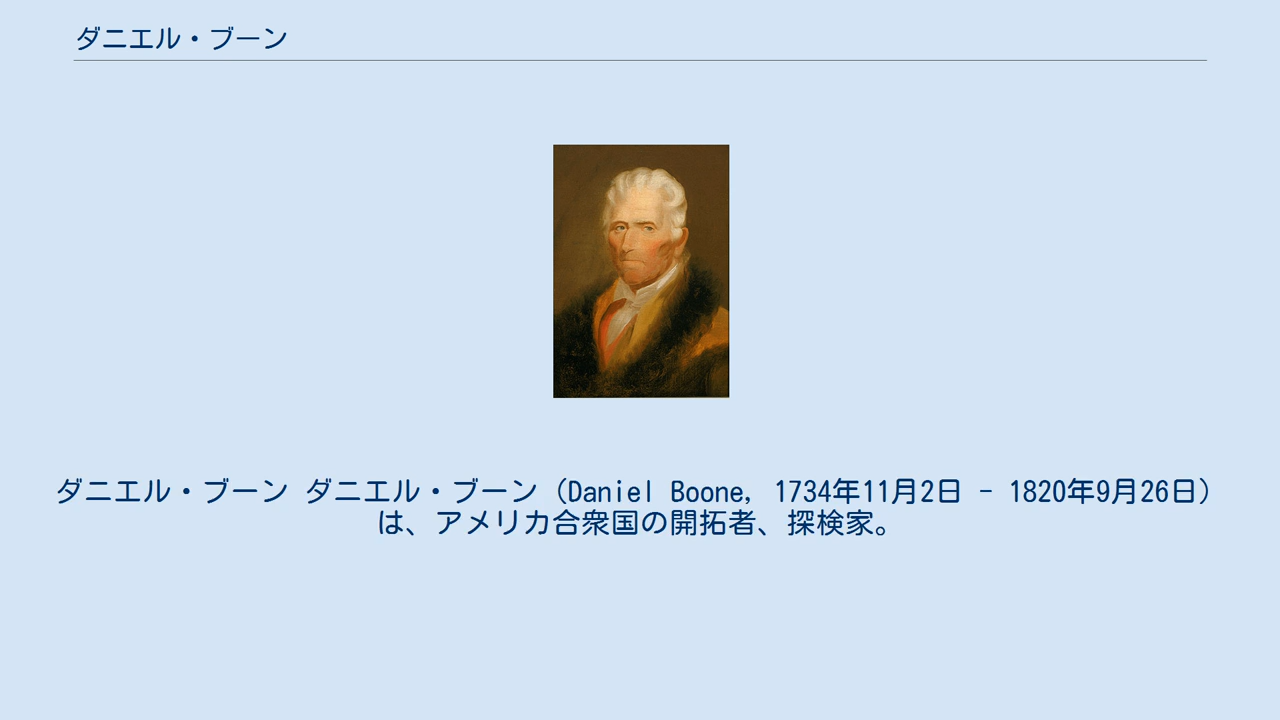 ダニエル・ブーン
ダニエル・ブーン ダニエル・ブーン（Daniel Boone, 1734年11月2日 - 1820年9月26日）
は、アメリカ合衆国の開拓者、探検家。